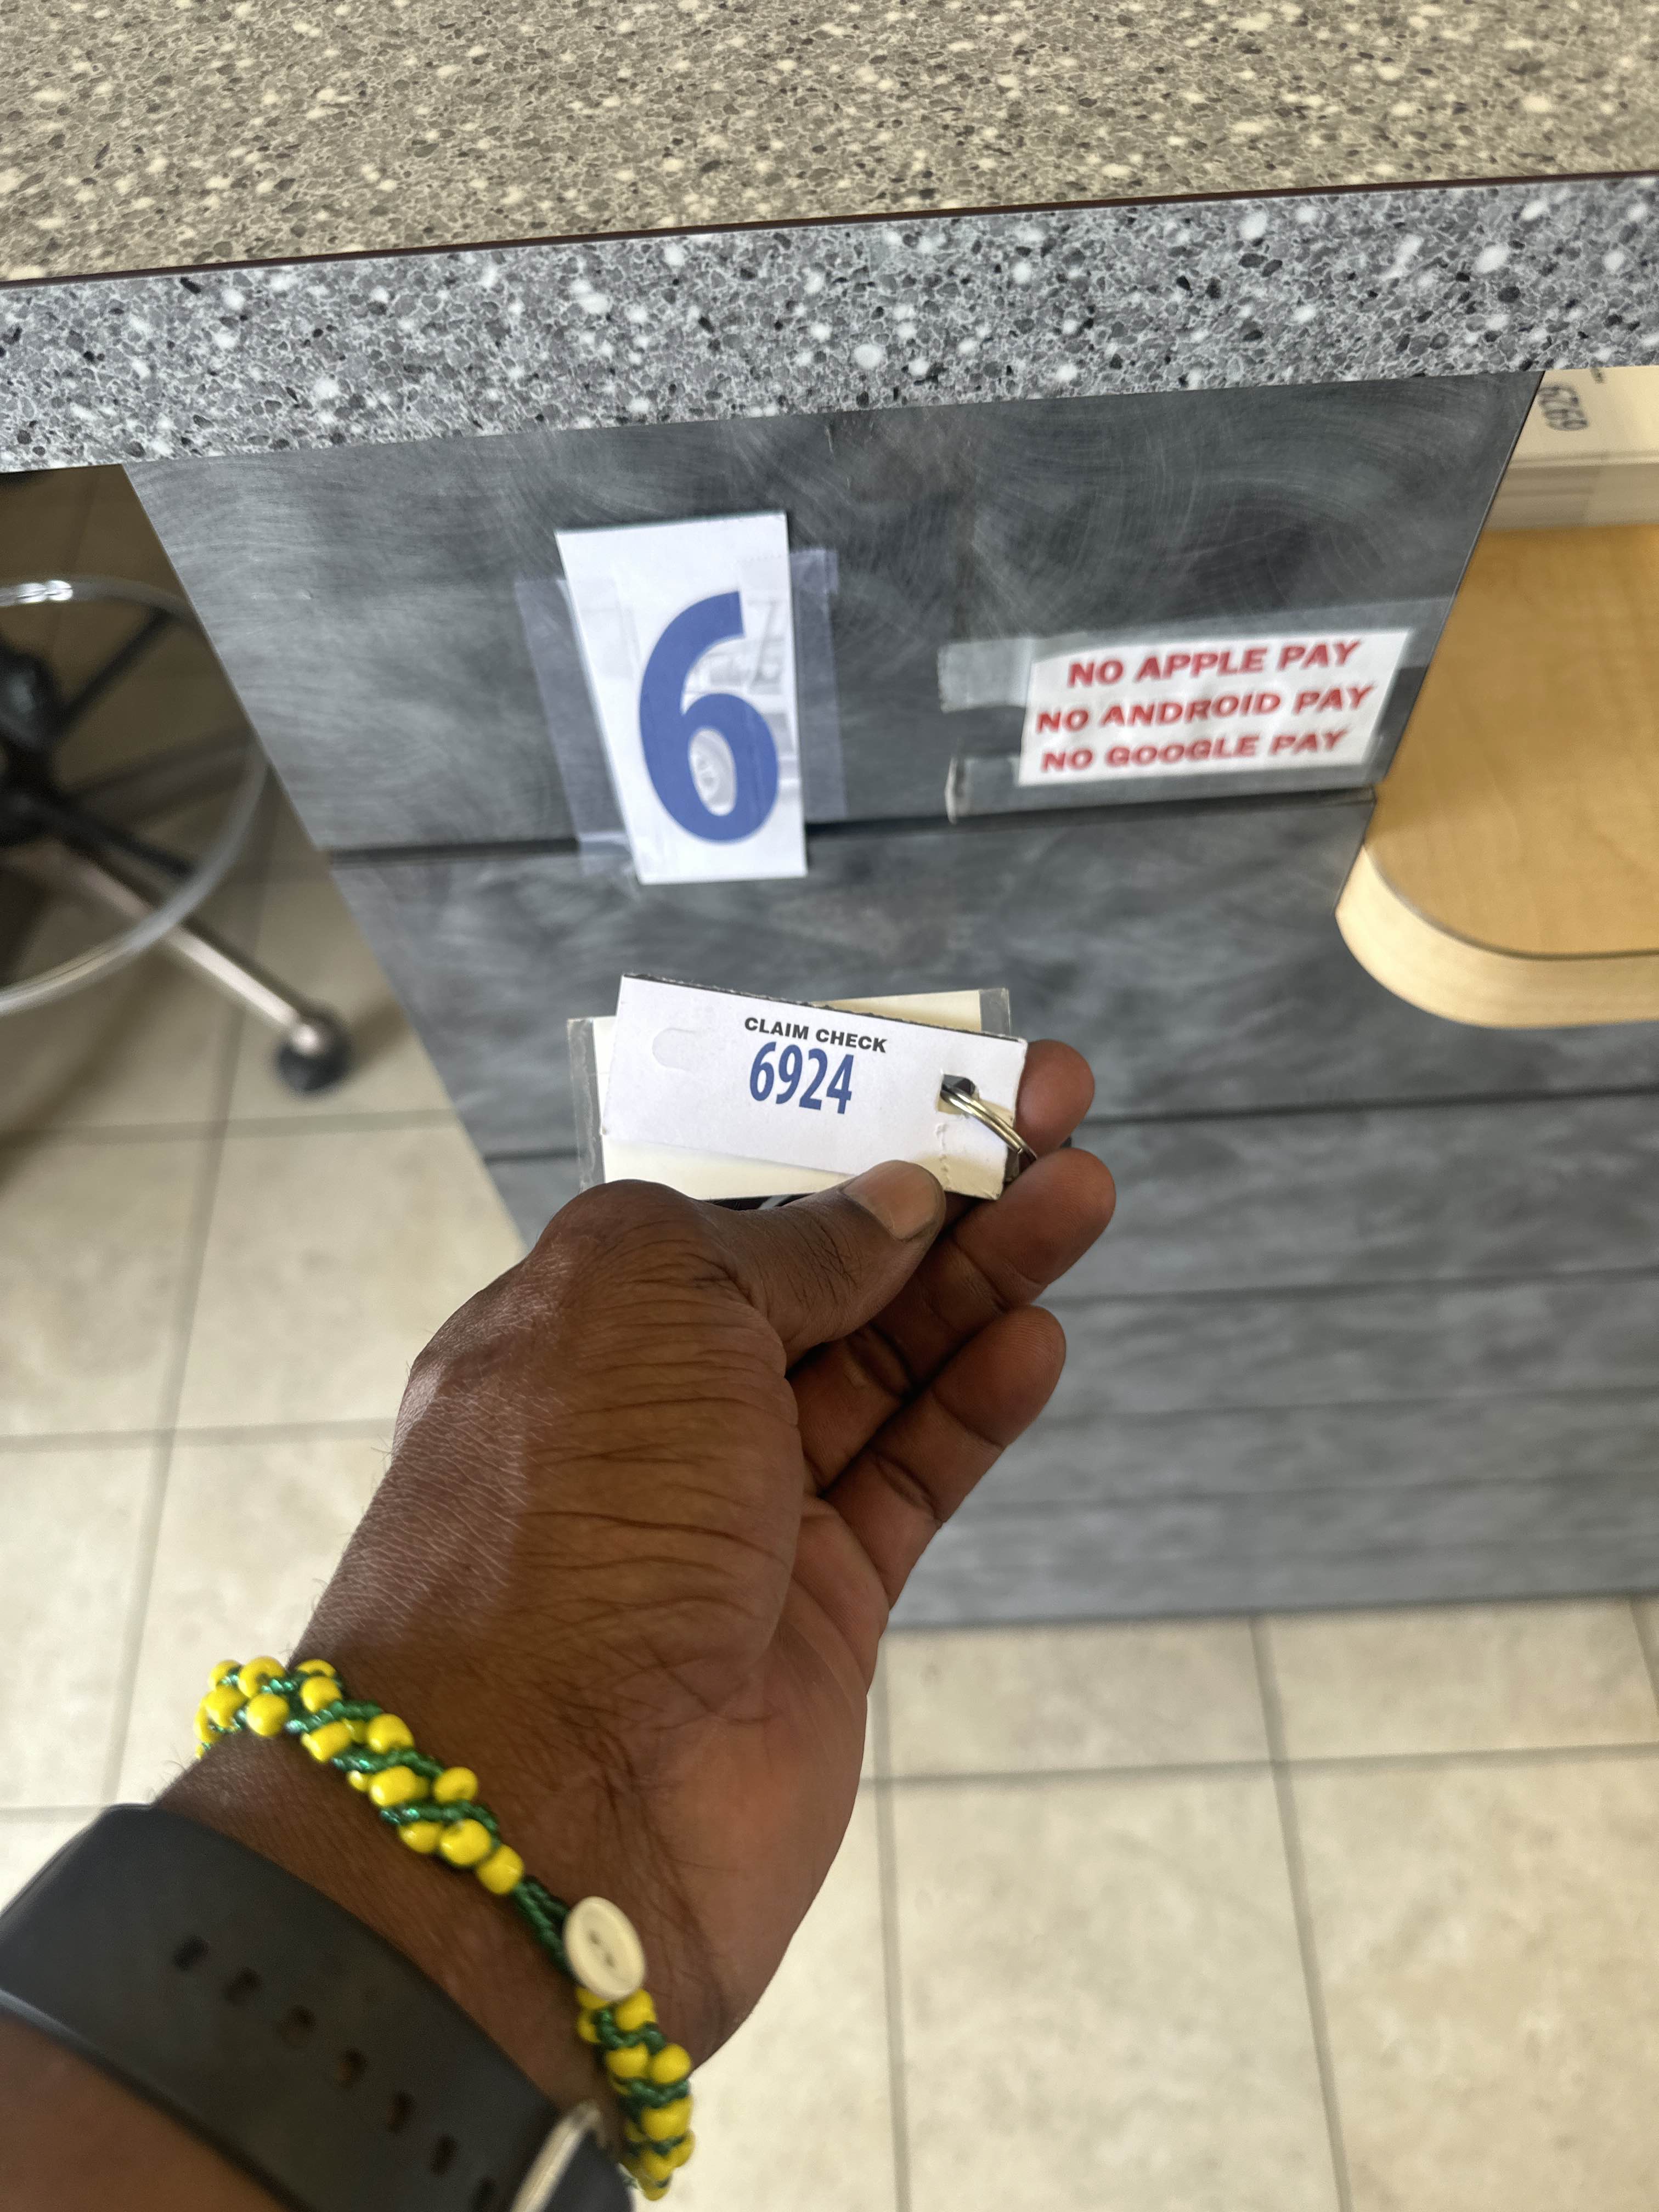 6
NO APPLE PAY
NO ANDROID PAY
NO GOOGLE PAY
CLAIM CHECK
6924